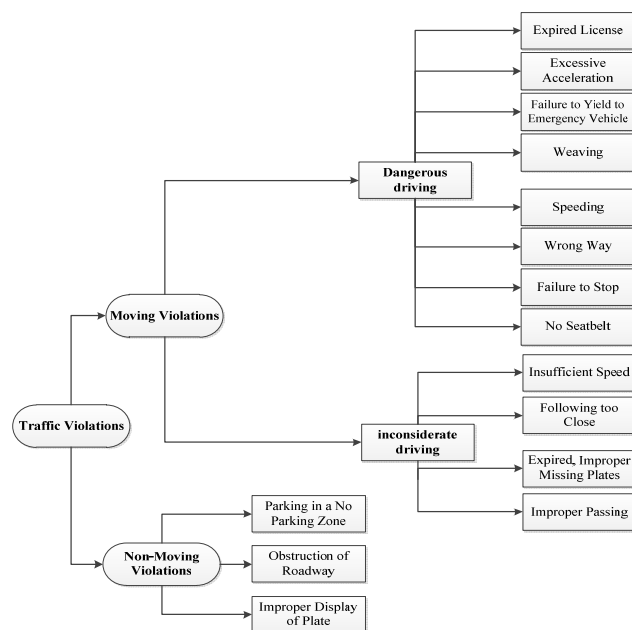 Expired License
Excessive
Acceleration
Failure to Yield to
Emergency Vehicle
Weaving
Dangerous
driving
Speeding
Wrong Way
Failure to Stop
No Seatbelt
Moving Violations
Insufficient Speed
Following too
Close
Traffic Violations
inconsiderate
driving
Expired, Improper
Missing Plates
Improper Passing
Parking in a No
Parking Zone
Non-Moving
Violations
Obstruction of
Roadway
Improper Display
of Plate